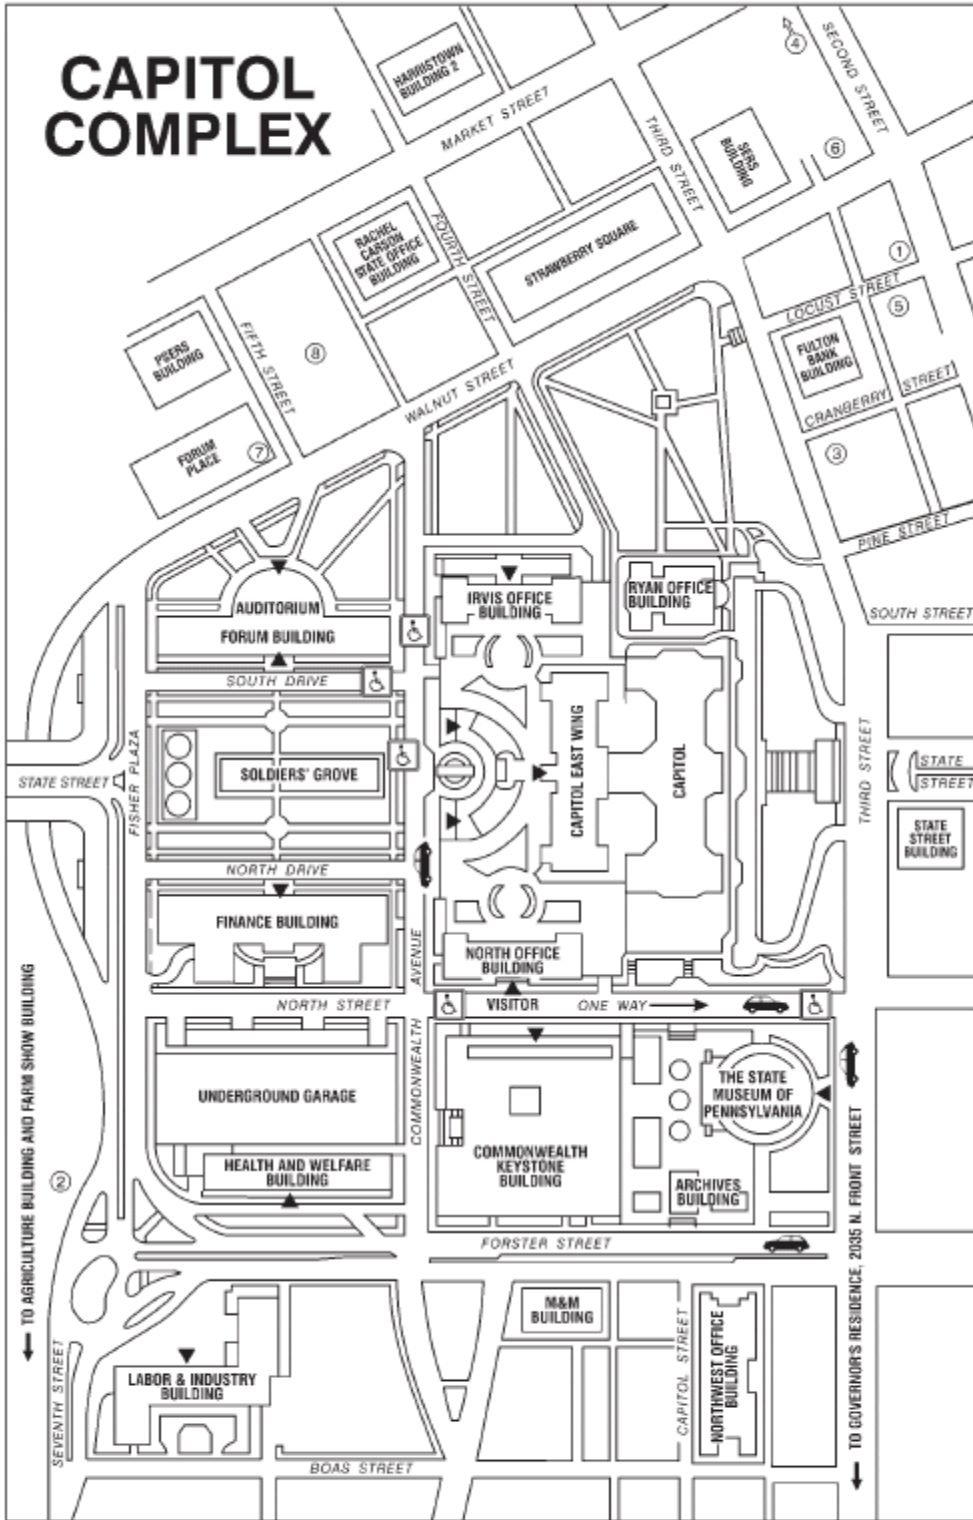 CAPITOL
COMPLEX
HARRISTOWN
BUILDING 2
MARKET STREET
THIRD STREET
SECOND STREET
4
6
SERS
BUILDING
RACHEL
CARSON
STATE OFFICE
BUILDING
FOURTH STREET
STRAWBERRY SQUARE
1
LOCUST STREET
5
PSERS
BUILDING
FIFTH STREET
8
WALNUT STREET
FULTON
BANK
BUILDING
CRANBERRY STREET
FORUM
PLACE
7
3
PINE STREET
AUDITORIUM
FORUM BUILDING
IRVIS OFFICE
BUILDING
RYAN OFFICE
BUILDING
SOUTH STREET
SOUTH DRIVE
STATE STREET
FISHER PLAZA
SOLDIERS' GROVE
CAPITOL EAST WING
CAPITOL
THIRD STREET
STATE
STREET
STATE
STREET
BUILDING
NORTH DRIVE
FINANCE BUILDING
NORTH OFFICE
BUILDING
COMMONWEALTH AVENUE
NORTH STREET
VISITOR
ONE WAY
UNDERGROUND GARAGE
THE STATE
MUSEUM OF
PENNSYLVANIA
COMMONWEALTH
KEYSTONE
BUILDING
HEALTH AND WELFARE
BUILDING
ARCHIVES
BUILDING
2
TO AGRICULTURE BUILDING AND FARM SHOW BUILDING
FORSTER STREET
TO GOVERNOR'S RESIDENCE, 2035 N. FRONT STREET
M&M
BUILDING
CAPITOL STREET
NORTHWEST OFFICE
BUILDING
LABOR & INDUSTRY
BUILDING
SEVENTH STREET
BOAS STREET